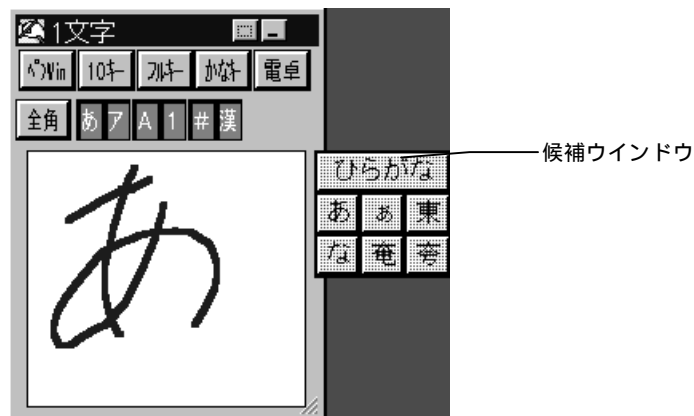 1文字
ペンWin 10キー フルキー かなキー 電卓
全角 あ ア A 1 # 漢
候補ウインドウ
ひらがな
あ ぁ 東
な 奄 夸
あ